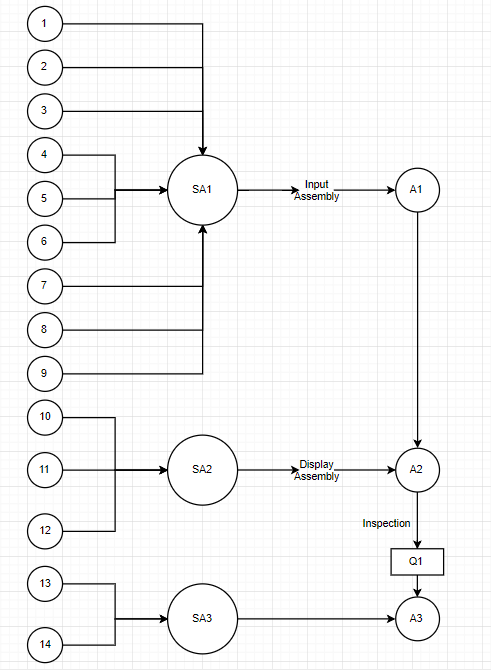 1
2
3
4
5
6
7
8
9
10
11
12
13
14
SA1
Input
Assembly
A1
SA2
Display
Assembly
A2
Inspection
Q1
SA3
A3